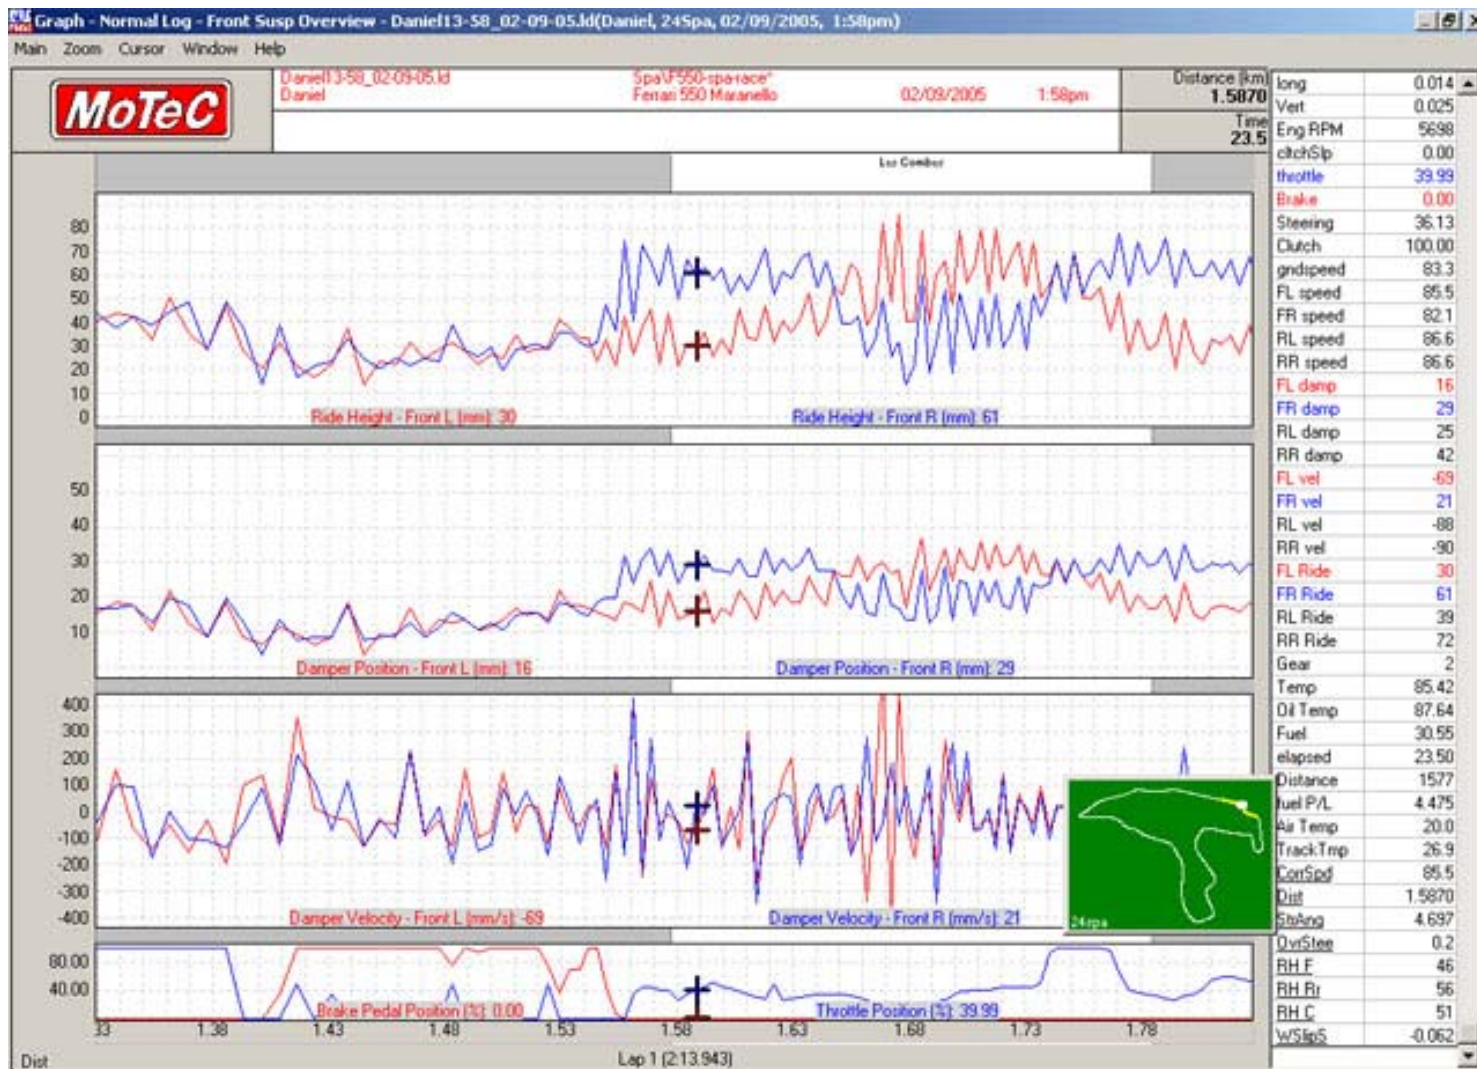 Graph - Normal Log - Front Susp Overview - Daniel13-58_02-09-05.ld(Daniel, 24Spa, 02/09/2005, 1:58pm)
Main Zoom Cursor Window Help
MoTeC
Daniel13-58_02-09-05.ld Spa\F550-spa-race*
Daniel Ferrari 550 Maranello 02/09/2005 1:58pm
Distance (km)
1.5870
Time
23.5
Les Combes
80
70
60
50
40
30
20
10
0
Ride Height - Front L (mm): 30 Ride Height - Front R (mm): 61
50
40
30
20
10
Damper Position - Front L (mm): 16 Damper Position - Front R (mm): 29
400
300
200
100
0
-100
-200
-300
-400
Damper Velocity - Front L (mm/s): -69 Damper Velocity - Front R (mm/s): 21
24spa
80.00
40.00
Brake Pedal Position (%): 0.00 Throttle Position (%): 39.99
33 1.38 1.43 1.48 1.53 1.58 1.63 1.68 1.73 1.78
Dist Lap 1 (2:13.943)
long 0.014
Vert 0.025
Eng RPM 5698
cltchSlp 0.00
throttle 39.99
Brake 0.00
Steering 36.13
Clutch 100.00
gndspeed 83.3
FL speed 85.5
FR speed 82.1
RL speed 86.6
RR speed 86.6
FL damp 16
FR damp 29
RL damp 25
RR damp 42
FL vel -69
FR vel 21
RL vel -88
RR vel -90
FL Ride 30
FR Ride 61
RL Ride 39
RR Ride 72
Gear 2
Temp 85.42
Oil Temp 87.64
Fuel 30.55
elapsed 23.50
Distance 1577
fuel P/L 4.475
Air Temp 20.0
TrackTmp 26.9
CorrSpd 85.5
Dist 1.5870
StrAng 4.697
OvrStee 0.2
RH F 46
RH Rr 56
RH C 51
WSlipS -0.062